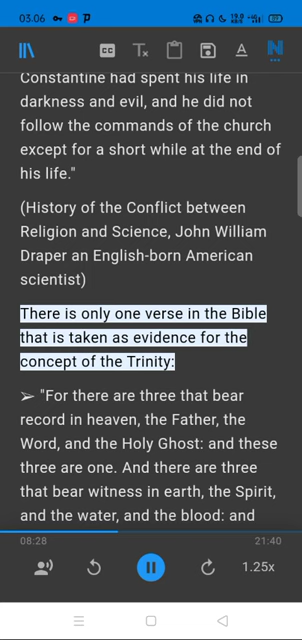 03.06
Constantine had spent his life in
darkness and evil, and he did not
follow the commands of the church
except for a short while at the end of
his life."
(History of the Conflict between
Religion and Science, John William
Draper an English-born American
scientist)
There is only one verse in the Bible
that is taken as evidence for the
concept of the Trinity:
➢ "For there are three that bear
record in heaven, the Father, the
Word, and the Holy Ghost: and these
three are one. And there are three
that bear witness in earth, the Spirit,
and the water, and the blood: and
08:28
21:40
1.25x